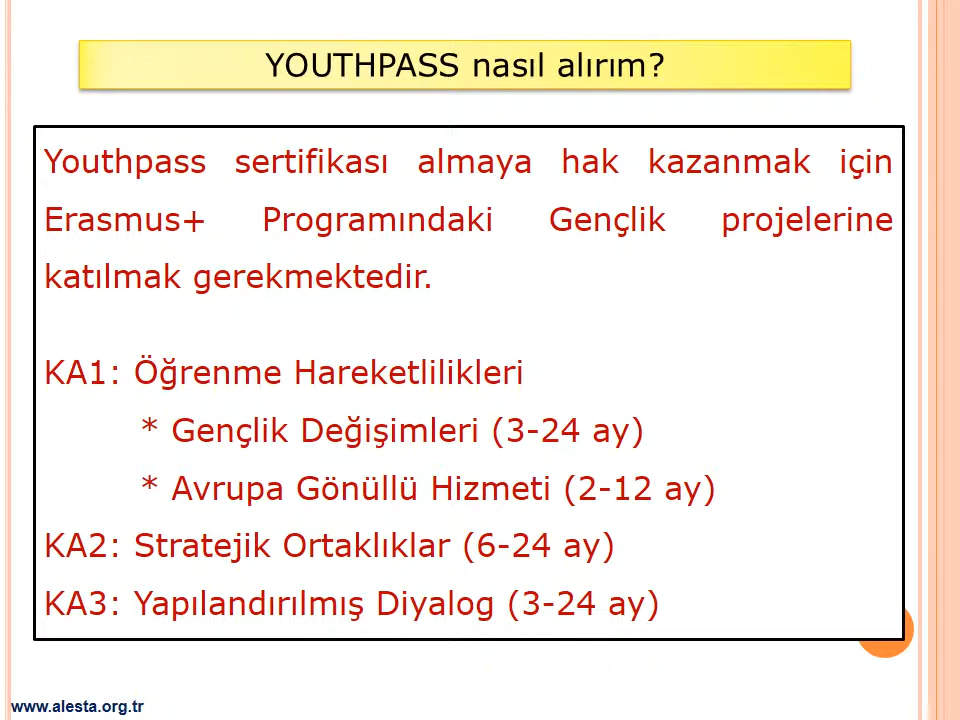 YOUTHPASS nasıl alırım?
Youthpass sertifikası almaya hak kazanmak için
Erasmus+ Programındaki Gençlik projelerine
katılmak gerekmektedir.
KA1: Öğrenme Hareketlilikleri
* Gençlik Değişimleri (3-24 ay)
* Avrupa Gönüllü Hizmeti (2-12 ay)
KA2: Stratejik Ortaklıklar (6-24 ay)
KA3: Yapılandırılmış Diyalog (3-24 ay)
www.alesta.org.tr